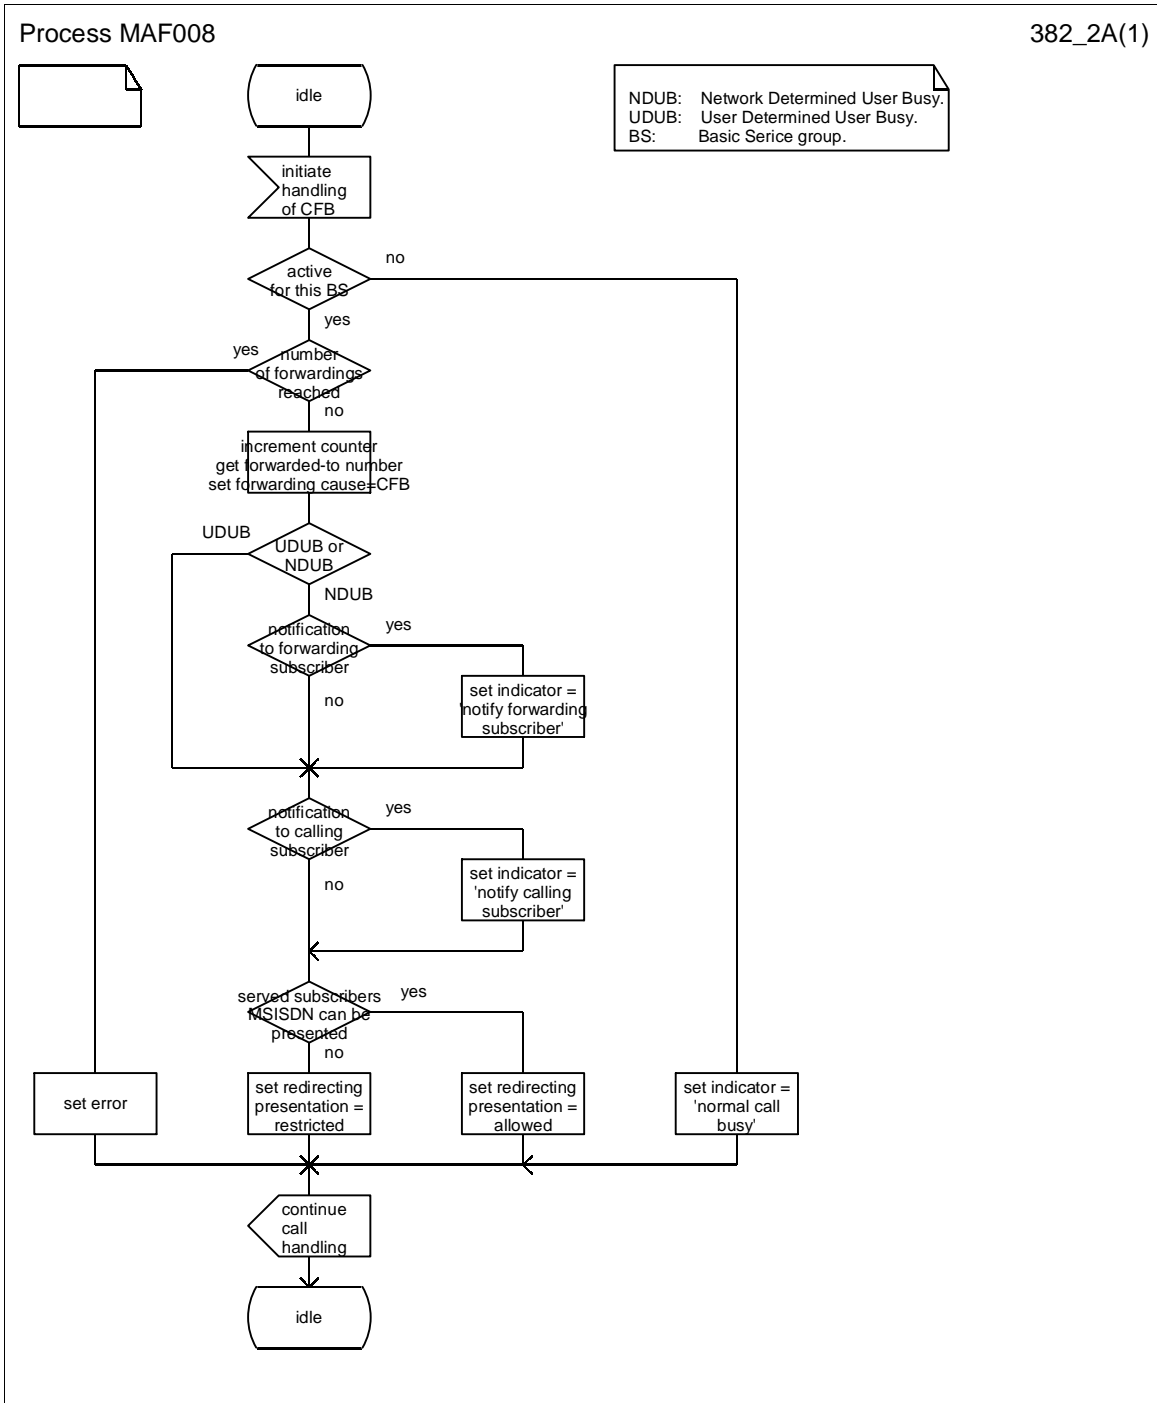 Process MAF008
382_2A(1)
idle
NDUB: Network Determined User Busy.
UDUB: User Determined User Busy.
BS: Basic Serice group.
initiate
handling
of CFB
active
for this BS
no
yes
number
of forwardings
reached
yes
no
increment counter
get forwarded-to number
set forwarding cause=CFB
UDUB
UDUB or
NDUB
NDUB
notification
to forwarding
subscriber
yes
no
set indicator =
'notify forwarding
subscriber'
notification
to calling
subscriber
yes
no
set indicator =
'notify calling
subscriber'
served subscribers
MSISDN can be
presented
yes
no
set error
set redirecting
presentation =
restricted
set redirecting
presentation =
allowed
set indicator =
'normal call
busy'
continue
call
handling
idle